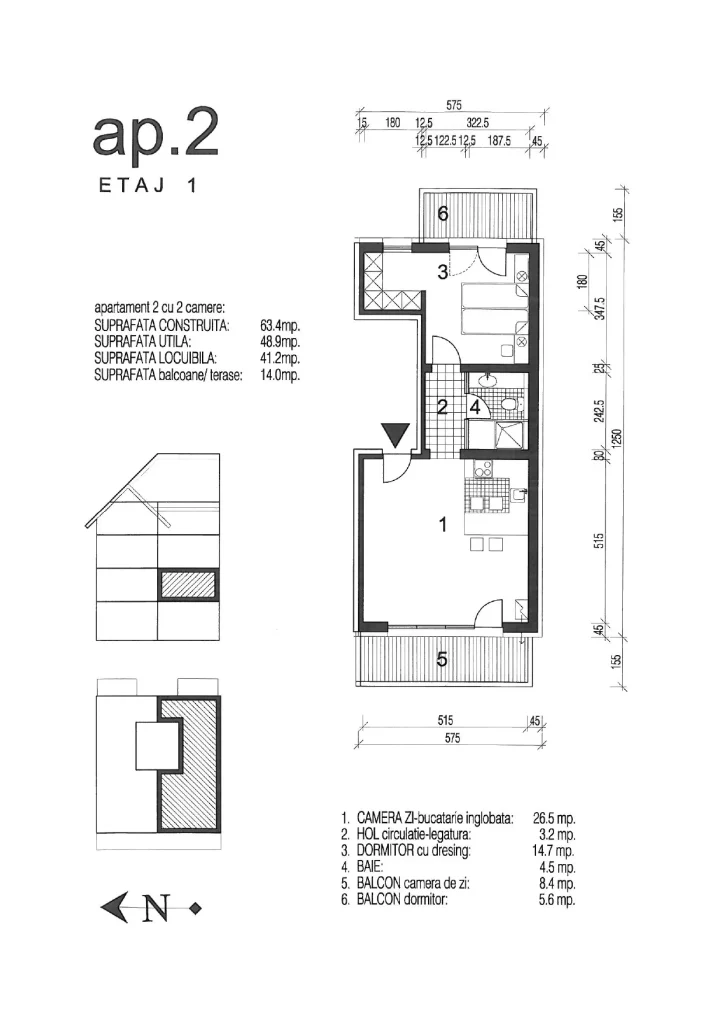 ap.2
ETAJ 1
apartament 2 cu 2 camere:
SUPRAFATA CONSTRUITA: 63.4mp.
SUPRAFATA UTILA: 48.9mp.
SUPRAFATA LOCUIBILA: 41.2mp.
SUPRAFATA balcoane/ terase: 14.0mp.
575
15 180 12.5 322.5
12.5 122.5 12.5 187.5 45
6
3
2
4
1
5
155
45
180
347.5
25
242.5
1250
30
515
45
155
515 45
575
N
1. CAMERA ZI-bucatarie inglobata: 26.5 mp.
2. HOL circulatie-legatura: 3.2 mp.
3. DORMITOR cu dresing: 14.7 mp.
4. BAIE: 4.5 mp.
5. BALCON camera de zi: 8.4 mp.
6. BALCON dormitor: 5.6 mp.